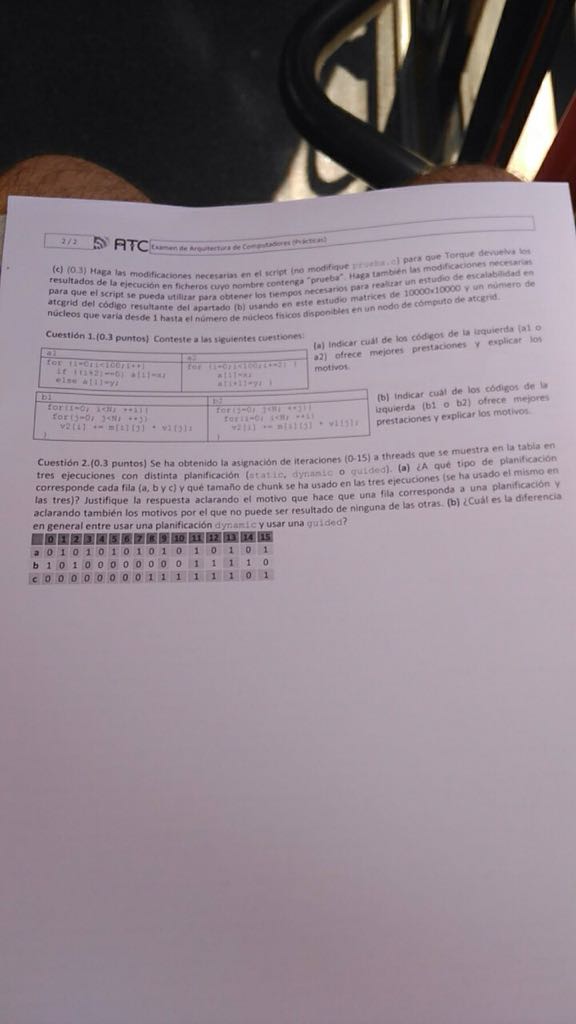 2 / 2 ATC Examen de Arquitectura de Computadores (Prácticas)
(c) (0.3) Haga las modificaciones necesarias en el script (no modifique prueba.c) para que Torque devuelva los
resultados de la ejecución en ficheros cuyo nombre contenga "prueba". Haga también las modificaciones necesarias
para que el script se pueda utilizar para obtener los tiempos necesarios para realizar un estudio de escalabilidad en
atcgrid del código resultante del apartado (b) usando en este estudio matrices de 10000x10000 y un número de
núcleos que varía desde 1 hasta el número de núcleos físicos disponibles en un nodo de cómputo de atcgrid.
Cuestión 1.(0.3 puntos) Conteste a las siguientes cuestiones:
a1 a2
for (i=0;i<100;i++) for (i=0;i<100;i+=2) {
if ((i%2)==0) a[i]=x; a[i]=x;
else a[i]=y; a[i+1]=y; }
(a) Indicar cuál de los códigos de la izquierda (a1 o
a2) ofrece mejores prestaciones y explicar los
motivos.
b1 b2
for(i=0; i<N; ++i){ for(j=0; j<N; ++j){
for(j=0; j<N; ++j) for(i=0; i<N; ++i)
v2[i] += m[i][j] * v1[j]; v2[i] += m[i][j] * v1[j];
} }
(b) Indicar cuál de los códigos de la
izquierda (b1 o b2) ofrece mejores
prestaciones y explicar los motivos.
Cuestión 2.(0.3 puntos) Se ha obtenido la asignación de iteraciones (0-15) a threads que se muestra en la tabla en
tres ejecuciones con distinta planificación (static, dynamic o guided). (a) ¿A qué tipo de planificación
corresponde cada fila (a, b y c) y qué tamaño de chunk se ha usado en las tres ejecuciones (se ha usado el mismo en
las tres)? Justifique la respuesta aclarando el motivo que hace que una fila corresponda a una planificación y
aclarando también los motivos por el que no puede ser resultado de ninguna de las otras. (b) ¿Cuál es la diferencia
en general entre usar una planificación dynamic y usar una guided?
0 1 2 3 4 5 6 7 8 9 10 11 12 13 14 15
a 0 1 0 1 0 1 0 1 0 1 0 1 0 1 0 1
b 1 0 1 0 0 0 0 0 0 0 0 1 1 1 1 0
c 0 0 0 0 0 0 0 0 1 1 1 1 1 1 0 1